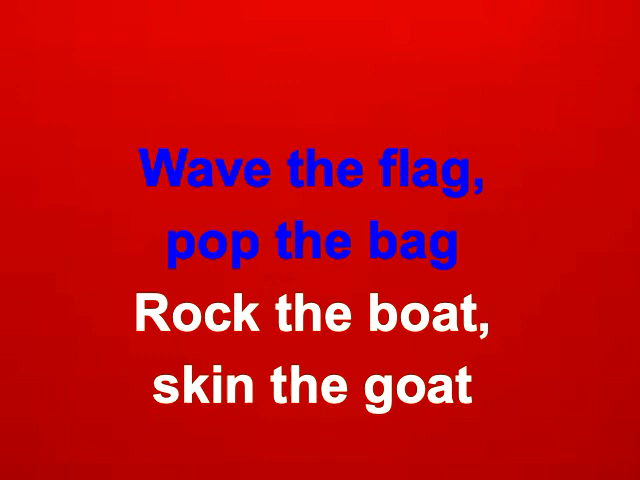 Wave the flag,
pop the bag
Rock the boat,
skin the goat